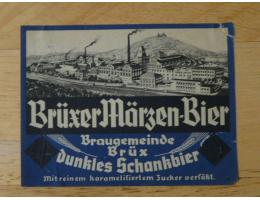 Brüxer Märzen-Bier
Braugemeinde
Brüx
dunkles Schankbier
Mit reinem karamelisiertem Zucker versüßt.